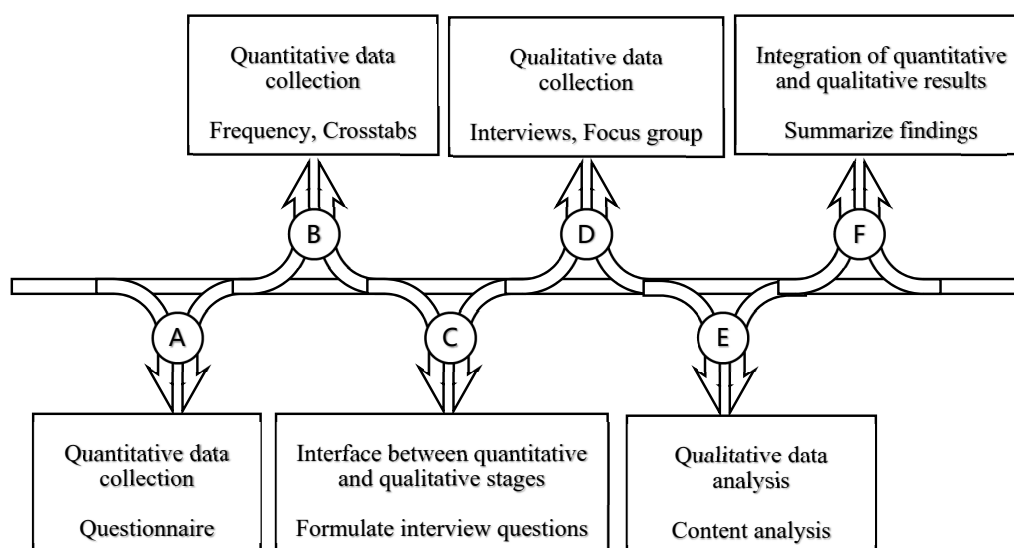 Quantitative data
collection
Frequency, Crosstabs
Qualitative data
collection
Interviews, Focus group
Integration of quantitative
and qualitative results
Summarize findings
B
D
F
A
C
E
Quantitative data
collection
Questionnaire
Interface between quantitative
and qualitative stages
Formulate interview questions
Qualitative data
analysis
Content analysis